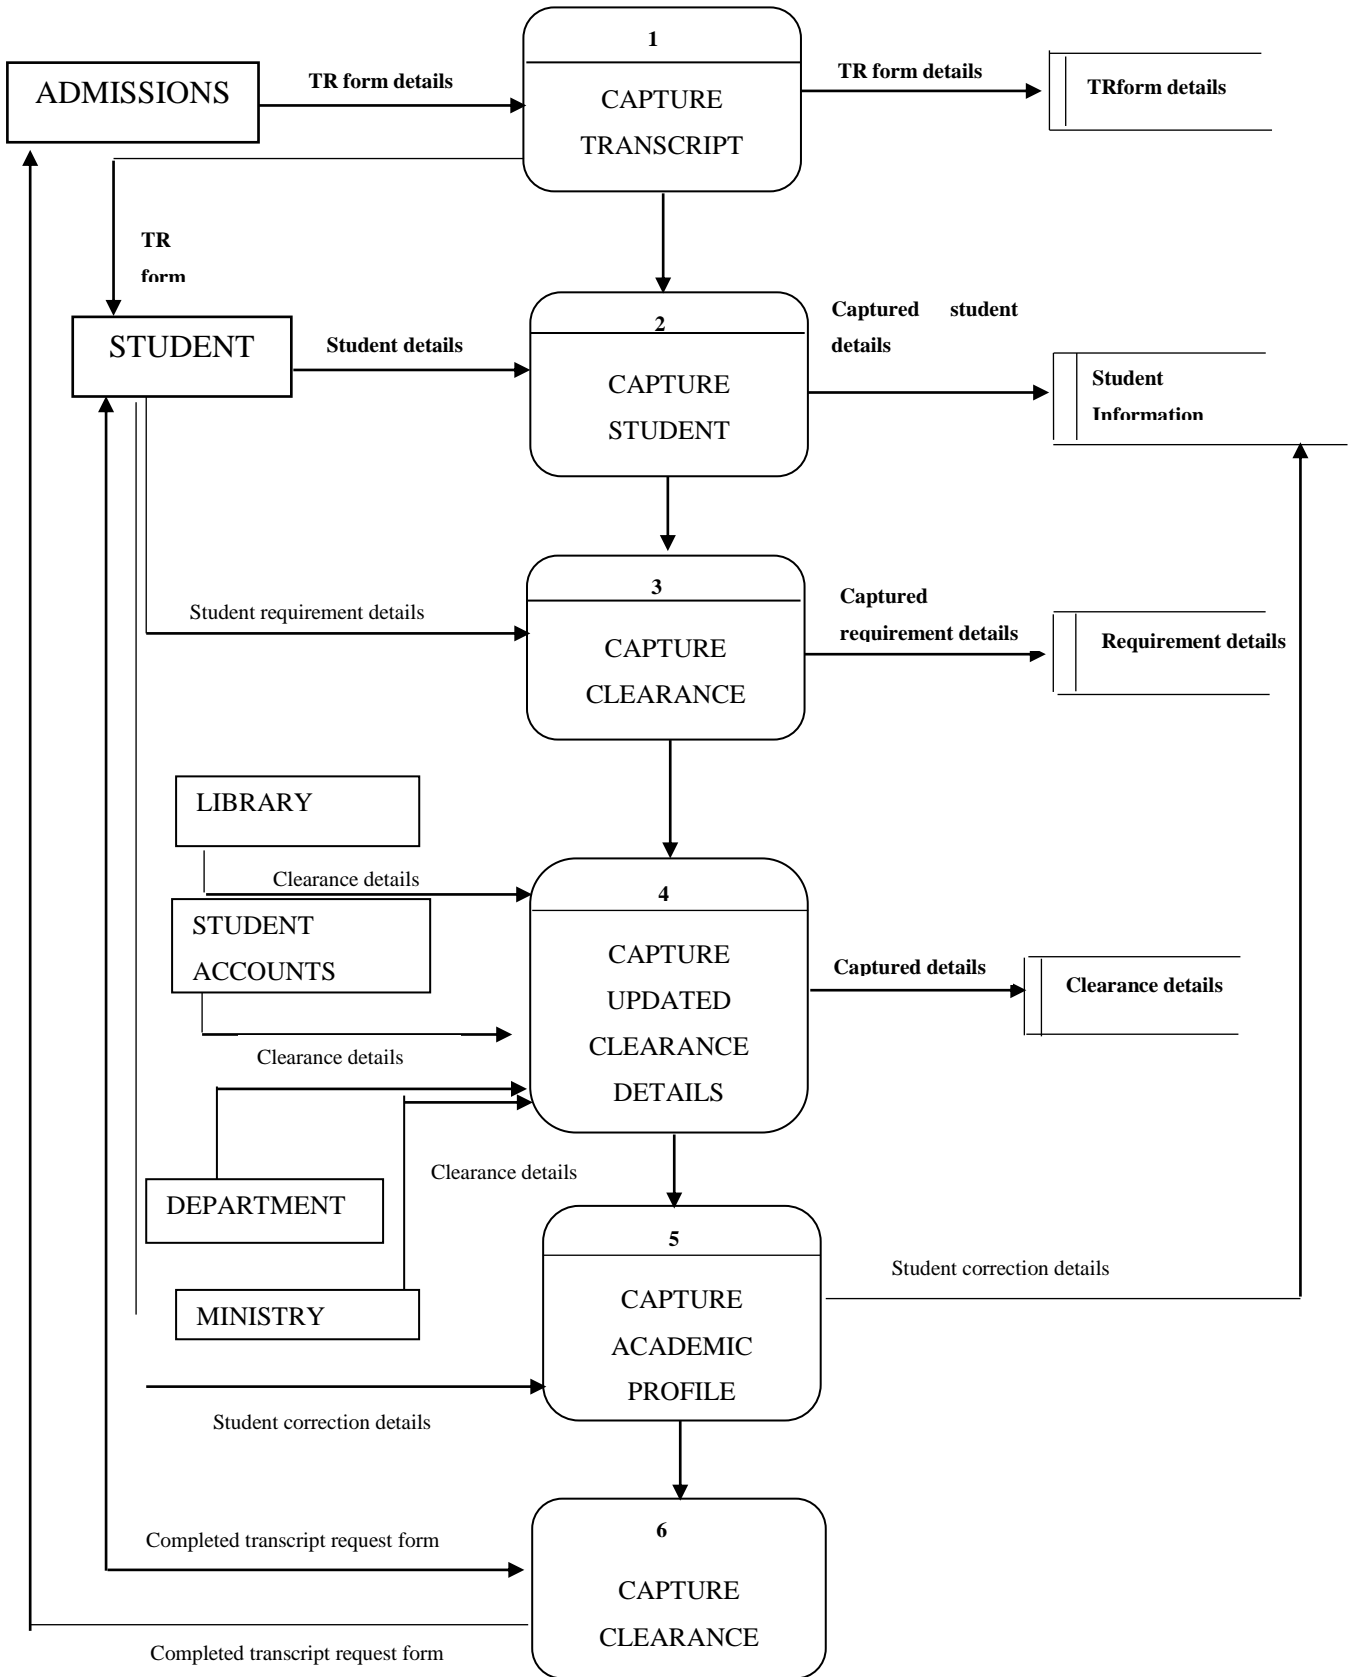 1
ADMISSIONS
TR form details
CAPTURE
TRANSCRIPT
TR form details
TRform details
TR
form
STUDENT
Student details
2
CAPTURE
STUDENT
Captured student
details
Student
Information
Student requirement details
3
CAPTURE
CLEARANCE
Captured
requirement details
Requirement details
LIBRARY
Clearance details
STUDENT
ACCOUNTS
Clearance details
4
CAPTURE
UPDATED
CLEARANCE
DETAILS
Captured details
Clearance details
Clearance details
DEPARTMENT
MINISTRY
5
CAPTURE
ACADEMIC
PROFILE
Student correction details
Student correction details
Completed transcript request form
6
CAPTURE
CLEARANCE
Completed transcript request form